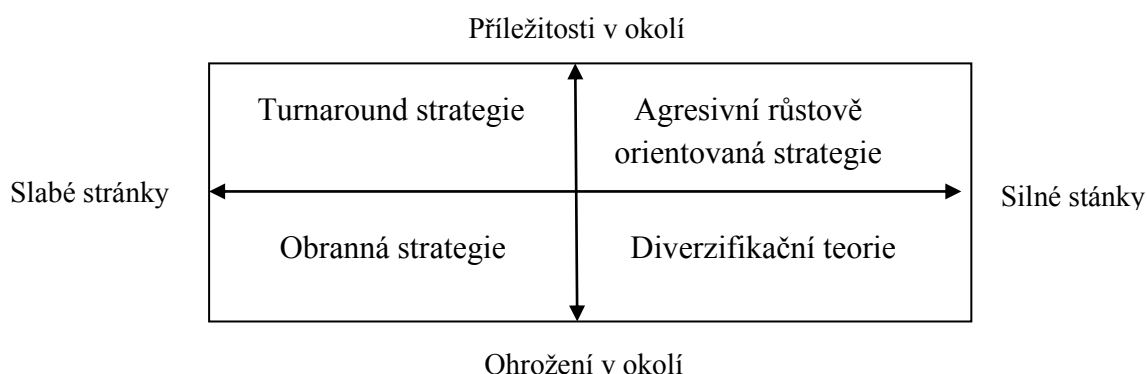 Příležitosti v okolí
Turnaround strategie
Agresivní růstově
orientovaná strategie
Slabé stránky
Silné stánky
Obranná strategie
Diverzifikační teorie
Ohrožení v okolí